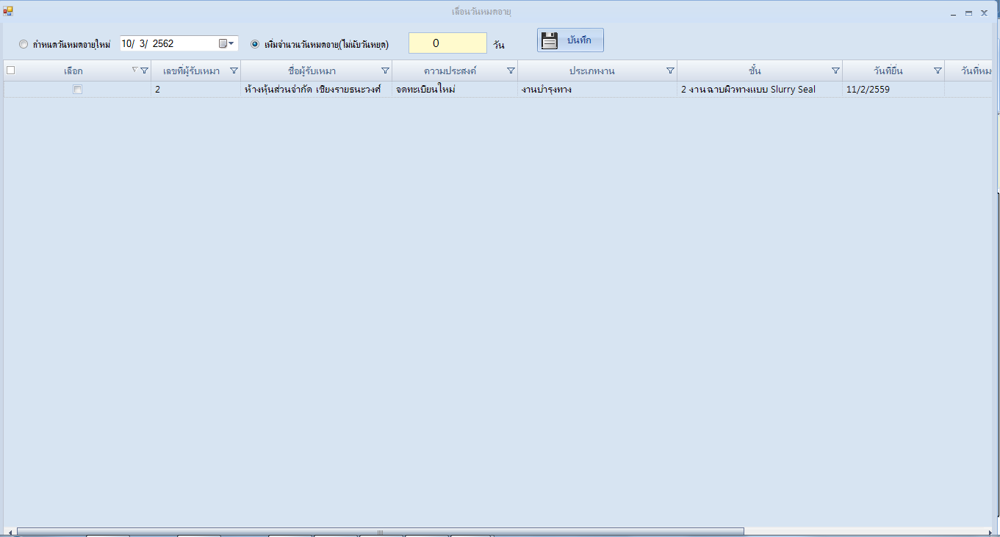 เลื่อนวันหมดอายุ
กำหนดวันหมดอายุใหม่ 10/ 3/ 2562 เพิ่มจำนวนวันหมดอายุ(ไม่นับวันหยุด) 0 วัน บันทึก
เลือก เลขที่ผู้รับเหมา ชื่อผู้รับเหมา ความประสงค์ ประเภทงาน ชั้น วันที่ยื่น วันที่หม
2 ห้างหุ้นส่วนจำกัด เชียงรายธนะวงศ์ จดทะเบียนใหม่ งานบำรุงทาง 2 งานฉาบผิวทางแบบ Slurry Seal 11/2/2559